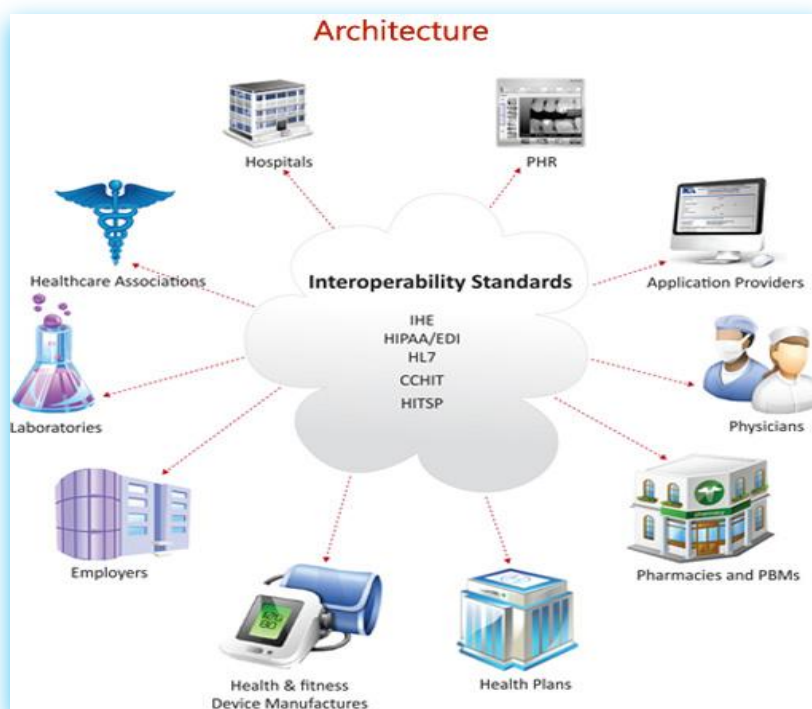 Architecture
Hospitals
PHR
Healthcare Associations
Interoperability Standards
Application Providers
IHE
HIPAA/EDI
HL7
CCHIT
HITSP
Laboratories
Physicians
pharmacy
Employers
Pharmacies and PBMs
Health & fitness
Device Manufactures
Health Plans